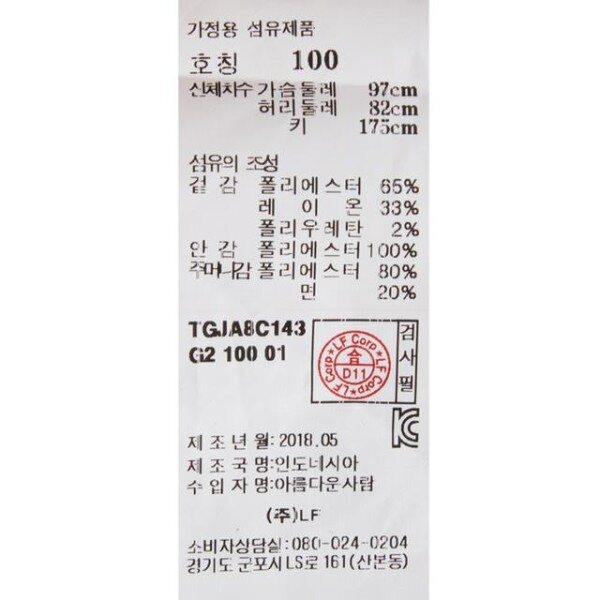 가정용 섬유제품
호칭 100
신체치수 가슴둘레 97cm
허리둘레 82cm
키 175cm
섬유의 조성
겉감 폴리에스터 65%
레이온 33%
폴리우레탄 2%
안감 폴리에스터 100%
주머니감 폴리에스터 80%
면 20%
TGJA8C143
G2 100 01
LF Corp ★ LF Corp ★
合
D11
검사필
제조년월:2018.05
제조국명:인도네시아
수입자명:아름다운사람
(주)LF
소비자상담실:080-024-0204
경기도 군포시 LS로 161(산본동)